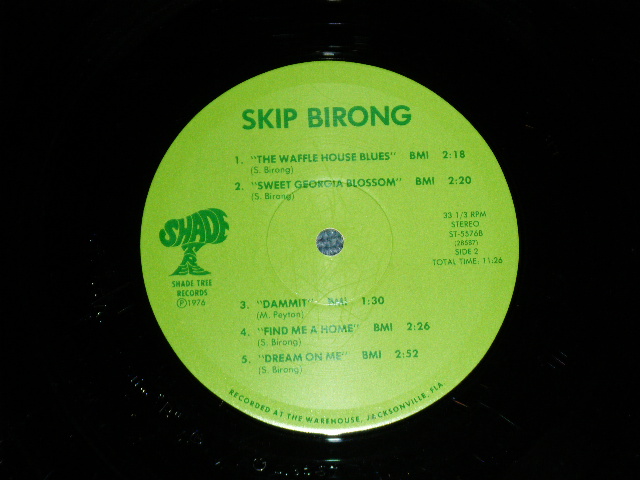 SKIP BIRONG
1. "THE WAFFLE HOUSE BLUES" BMI 2:18
(S. Birong)
2. "SWEET GEORGIA BLOSSOM" BMI 2:20
(S. Birong)
SHADE
SHADE TREE
RECORDS
Ⓟ1976
33 1/3 RPM
STEREO
ST-5576B
(28587)
SIDE 2
TOTAL TIME: 11:26
3. "DAMMIT" BMI 1:30
(M. Peyton)
4. "FIND ME A HOME" BMI 2:26
(S. Birong)
5. "DREAM ON ME" BMI 2:52
(S. Birong)
RECORDED AT THE WAREHOUSE, JACKSONVILLE, FLA.